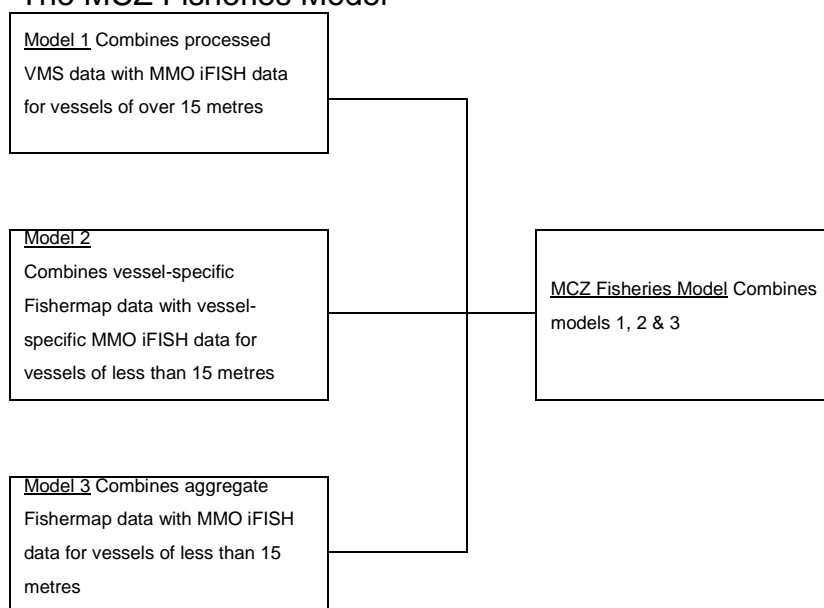 The MCZ Fisheries Model
Model 1 Combines processed
VMS data with MMO iFISH data
for vessels of over 15 metres
Model 2
Combines vessel-specific
Fishermap data with vessel-
specific MMO iFISH data for
vessels of less than 15 metres
MCZ Fisheries Model Combines
models 1, 2 & 3
Model 3 Combines aggregate
Fishermap data with MMO iFISH
data for vessels of less than 15
metres